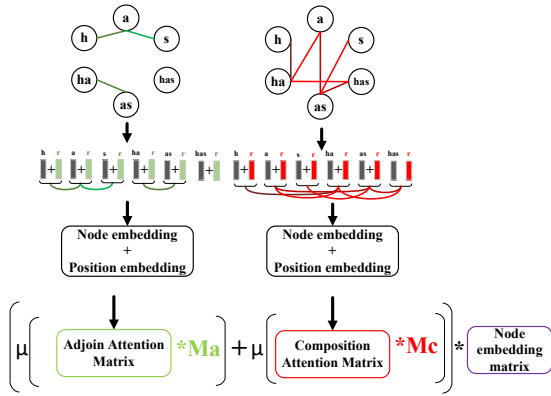 a a
h s h s
ha has ha has
as as
h r a r s r ha r as r has r h r a r s r ha r as r has r
+ + + + + + + + + + +
Node embedding Node embedding
+ +
Position embedding Position embedding
( μ ( Adjoin Attention Matrix *Ma ) + μ ( Composition Attention Matrix *Mc ) ) * Node embedding matrix